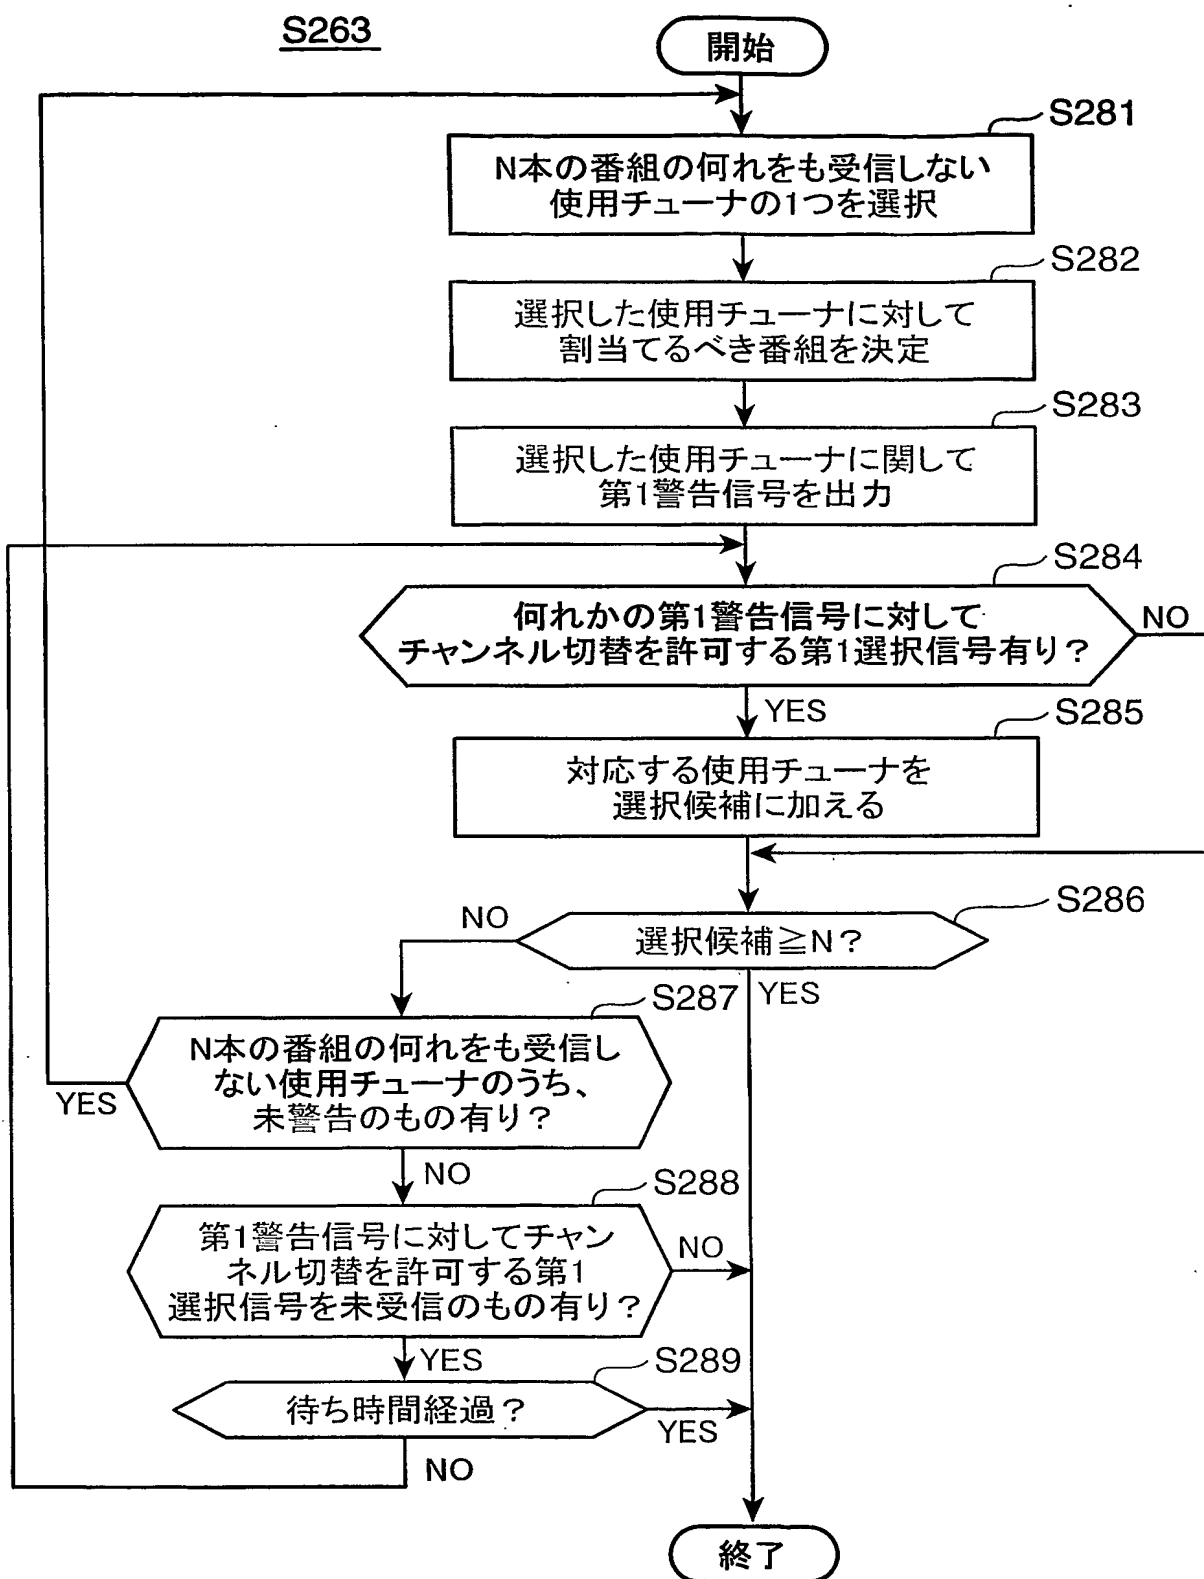 S263
開始
S281
N本の番組の何れをも受信しない
使用チューナの1つを選択
S282
選択した使用チューナに対して
割当てるべき番組を決定
S283
選択した使用チューナに関して
第1警告信号を出力
S284
何れかの第1警告信号に対して
チャンネル切替を許可する第1選択信号有り?
NO
YES
S285
対応する使用チューナを
選択候補に加える
S286
NO
選択候補≧N?
YES
S287
N本の番組の何れをも受信し
ない使用チューナのうち、
未警告のもの有り?
YES
NO
S288
第1警告信号に対してチャン
ネル切替を許可する第1
選択信号を未受信のもの有り?
NO
YES
S289
待ち時間経過?
YES
NO
終了